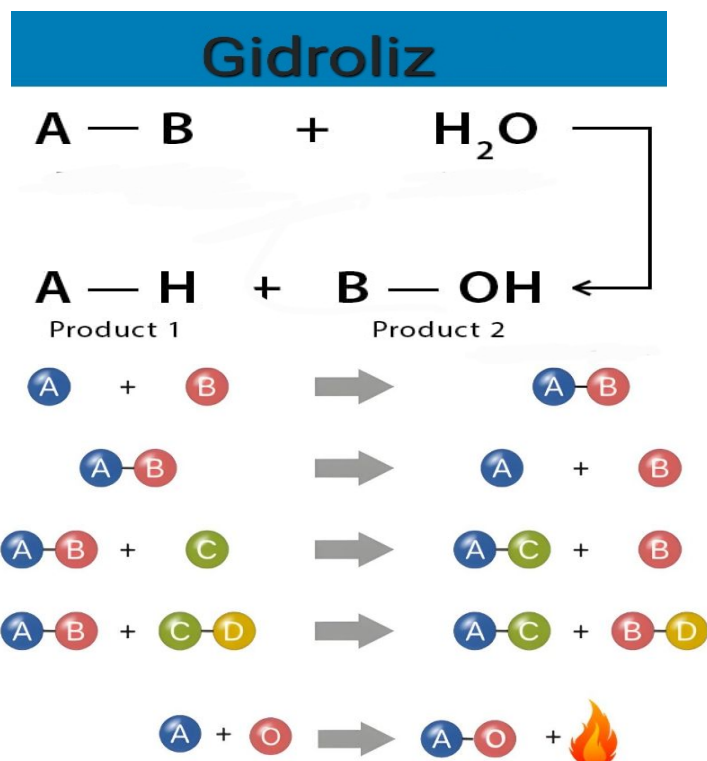 Gidroliz
A — B + H₂O
A — H + B — OH
Product 1 Product 2
A + B A-B
A-B A + B
A-B + C A-C + B
A-B + C-D A-C + B-D
A + O A-O +